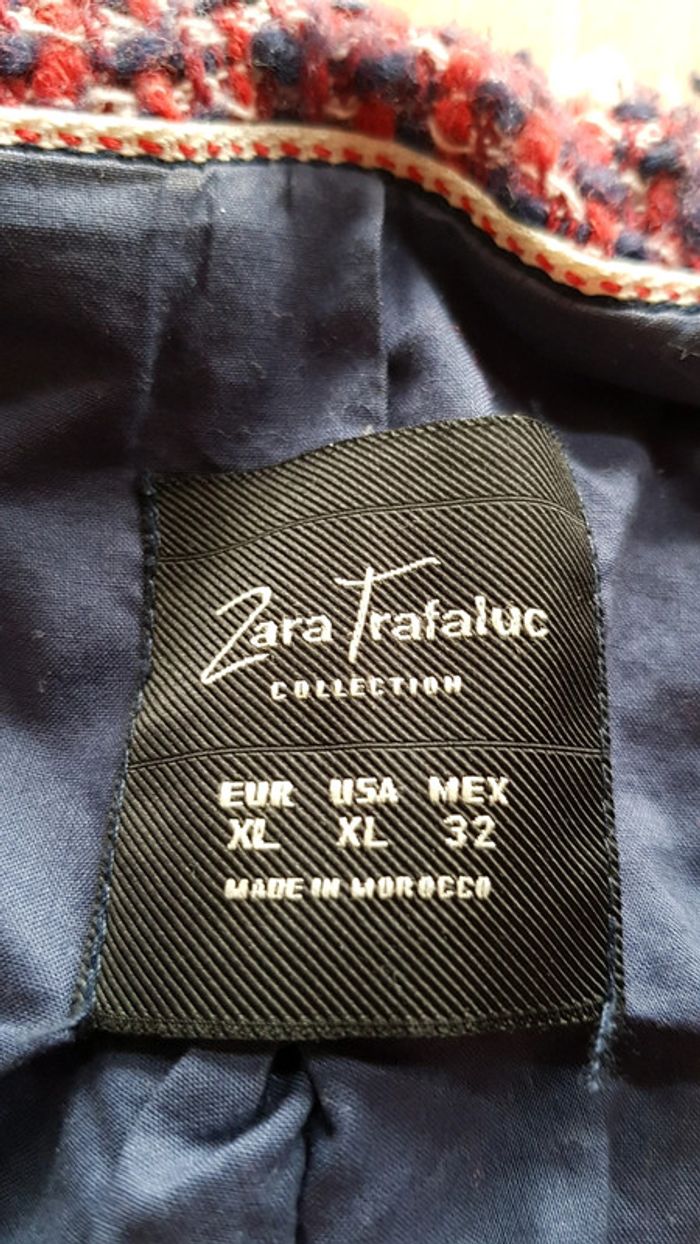 Zara Trafaluc
COLLECTION
EUR USA MEX
XL XL 32
MADE IN MOROCCO